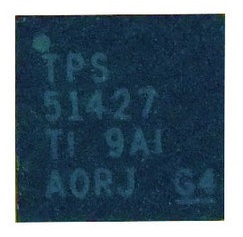 TPS
51427
TI 9AI
A0RJ G4